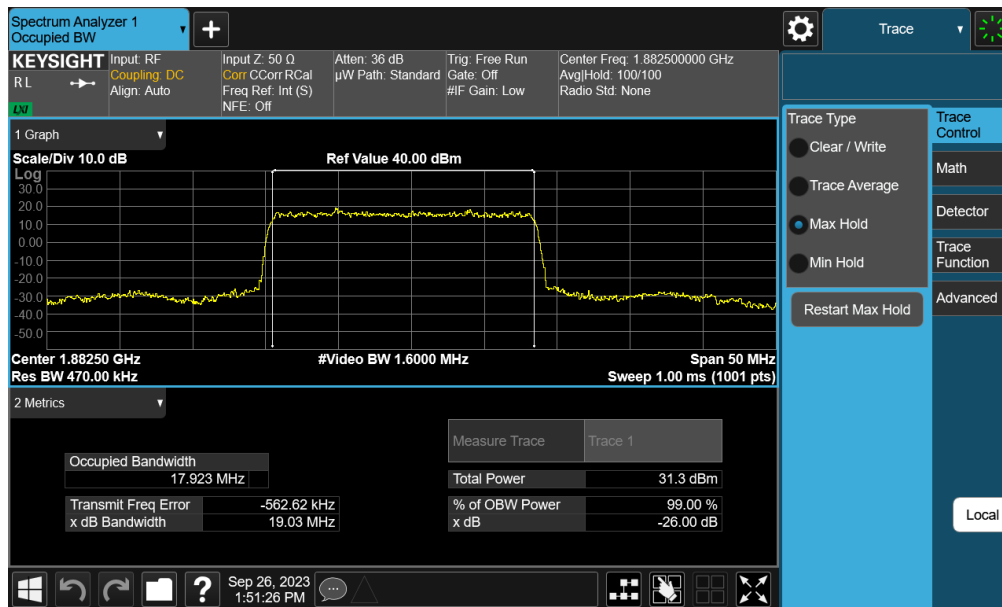 Spectrum Analyzer 1
Occupied BW
+
Trace
KEYSIGHT
R L
LXI
Input: RF
Coupling: DC
Align: Auto
Input Z: 50 Ω
Corr CCorr RCal
Freq Ref: Int (S)
NFE: Off
Atten: 36 dB
µW Path: Standard
Trig: Free Run
Gate: Off
#IF Gain: Low
Center Freq: 1.882500000 GHz
Avg|Hold: 100/100
Radio Std: None
1 Graph
Scale/Div 10.0 dB
Ref Value 40.00 dBm
Log
30.0
20.0
10.0
0.00
-10.0
-20.0
-30.0
-40.0
-50.0
Center 1.88250 GHz
#Video BW 1.6000 MHz
Span 50 MHz
Res BW 470.00 kHz
Sweep 1.00 ms (1001 pts)
2 Metrics
Measure Trace
Trace 1
Occupied Bandwidth
17.923 MHz
Total Power
31.3 dBm
Transmit Freq Error
-562.62 kHz
% of OBW Power
99.00 %
x dB Bandwidth
19.03 MHz
x dB
-26.00 dB
Trace Type
Clear / Write
Trace Average
Max Hold
Min Hold
Restart Max Hold
Trace
Control
Math
Detector
Trace
Function
Advanced
Local
?
Sep 26, 2023
1:51:26 PM